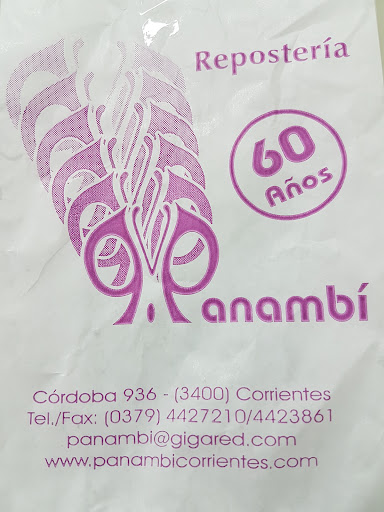 Repostería
60
Años
Panambí
Córdoba 936 - (3400) Corrientes
Tel./Fax: (0379) 4427210/4423861
panambi@gigared.com
www.panambicorrientes.com